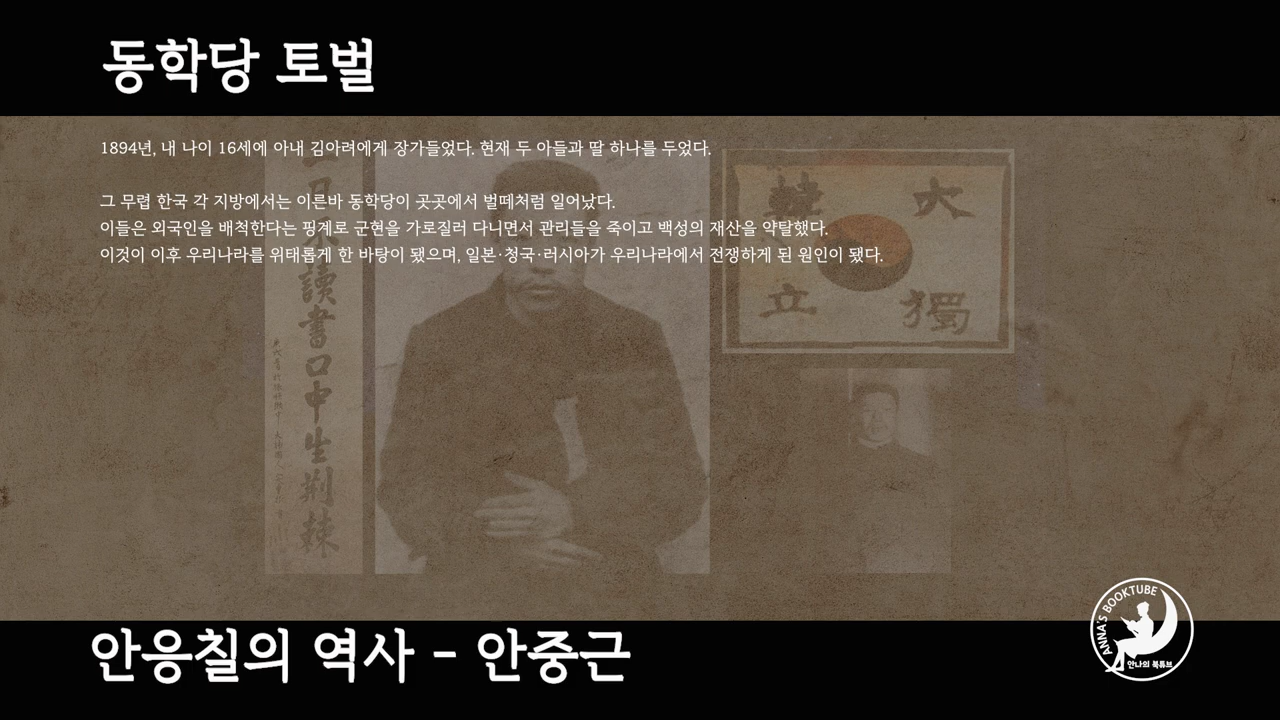 동학당 토벌
1894년, 내 나이 16세에 아내 김아려에게 장가들었다. 현재 두 아들과 딸 하나를 두었다.
그 무렵 한국 각 지방에서는 이른바 동학당이 곳곳에서 벌떼처럼 일어났다.
이들은 외국인을 배척한다는 핑계로 군현을 가로질러 다니면서 관리들을 죽이고 백성의 재산을 약탈했다.
이것이 이후 우리나라를 위태롭게 한 바탕이 됐으며, 일본·청국·러시아가 우리나라에서 전쟁하게 된 원인이 됐다.
日不讀書口中生荊棘
韓 大
立 獨
안응칠의 역사 - 안중근
ANNA'S BOOKTUBE
안나의 북튜브